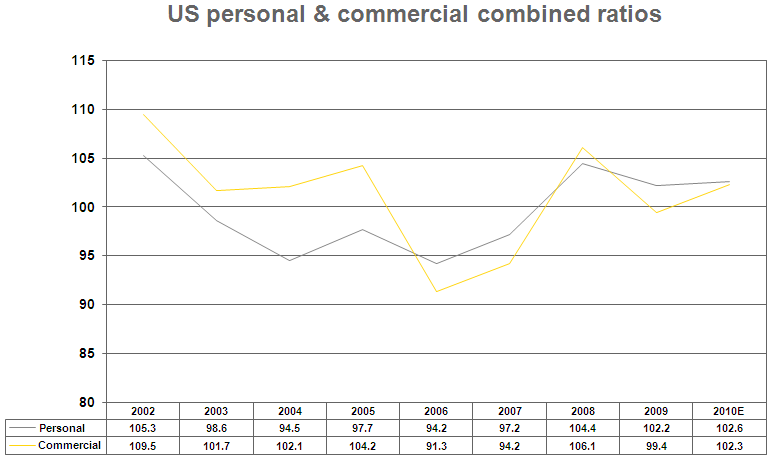 US personal & commercial combined ratios
115
110
105
100
95
90
85
80
2002 2003 2004 2005 2006 2007 2008 2009 2010E
Personal 105.3 98.6 94.5 97.7 94.2 97.2 104.4 102.2 102.6
Commercial 109.5 101.7 102.1 104.2 91.3 94.2 106.1 99.4 102.3